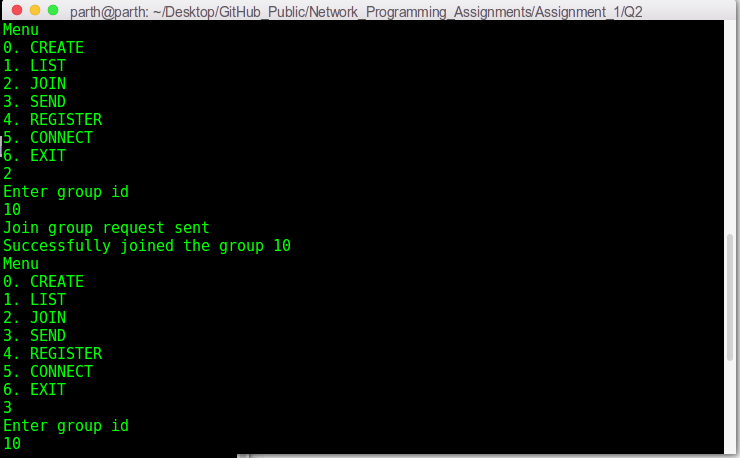 parth@parth: ~/Desktop/GitHub_Public/Network_Programming_Assignments/Assignment_1/Q2
Menu
0. CREATE
1. LIST
2. JOIN
3. SEND
4. REGISTER
5. CONNECT
6. EXIT
2
Enter group id
10
Join group request sent
Successfully joined the group 10
Menu
0. CREATE
1. LIST
2. JOIN
3. SEND
4. REGISTER
5. CONNECT
6. EXIT
3
Enter group id
10